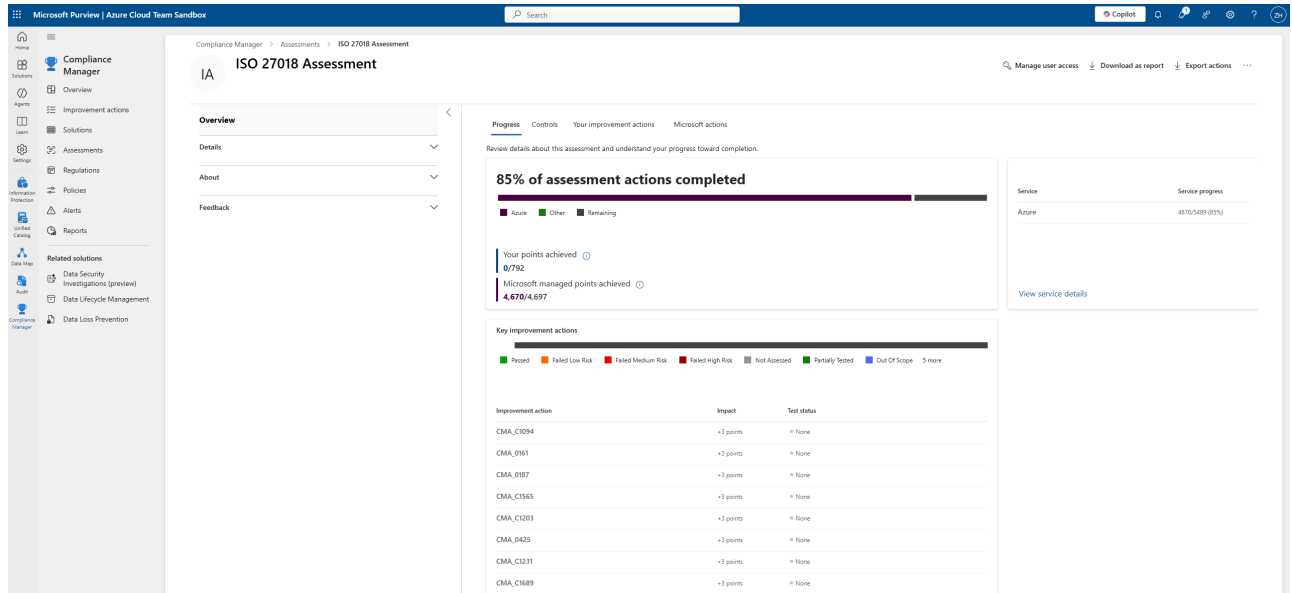 Microsoft Purview | Azure Cloud Team Sandbox
Search
Copilot
?
ZH
Home
Solutions
Agents
Learn
Settings
Information Protection
Unified Catalog
Data Map
Audit
Compliance Manager
Compliance Manager
Overview
Improvement actions
Solutions
Assessments
Regulations
Policies
Alerts
Reports
Related solutions
Data Security Investigations (preview)
Data Lifecycle Management
Data Loss Prevention
Compliance Manager > Assessments > ISO 27018 Assessment
IA
ISO 27018 Assessment
Manage user access
Download as report
Export actions
...
Overview
Details
About
Feedback
Progress Controls Your improvement actions Microsoft actions
Review details about this assessment and understand your progress toward completion.
85% of assessment actions completed
Azure Other Remaining
Your points achieved
0/792
Microsoft managed points achieved
4,670/4,697
Service Service progress
Azure 4670/5489 (85%)
View service details
Key improvement actions
Passed Failed Low Risk Failed Medium Risk Failed High Risk Not Assessed Partially Tested Out Of Scope 5 more
Improvement action Impact Test status
CMA_C1094 +3 points None
CMA_0161 +3 points None
CMA_0187 +3 points None
CMA_C1565 +3 points None
CMA_C1203 +3 points None
CMA_0425 +3 points None
CMA_C1231 +3 points None
CMA_C1689 +3 points None